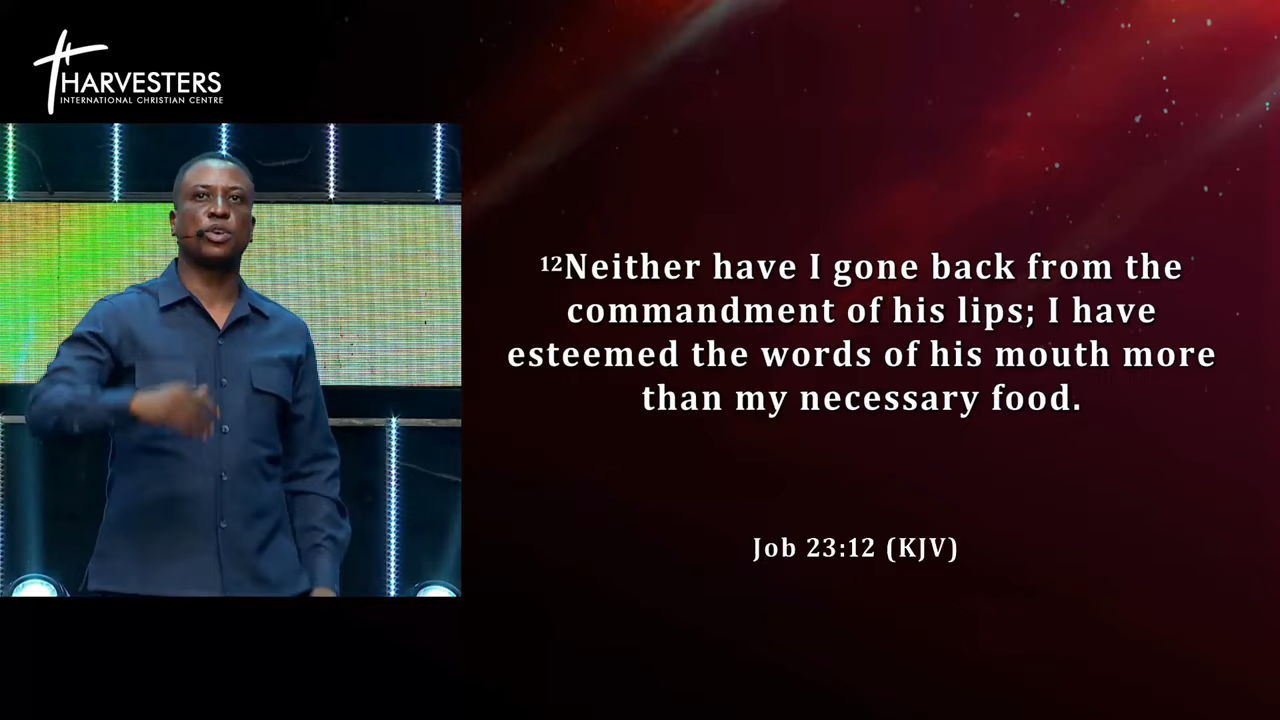 HARVESTERS
INTERNATIONAL CHRISTIAN CENTRE
¹²Neither have I gone back from the
commandment of his lips; I have
esteemed the words of his mouth more
than my necessary food.
Job 23:12 (KJV)